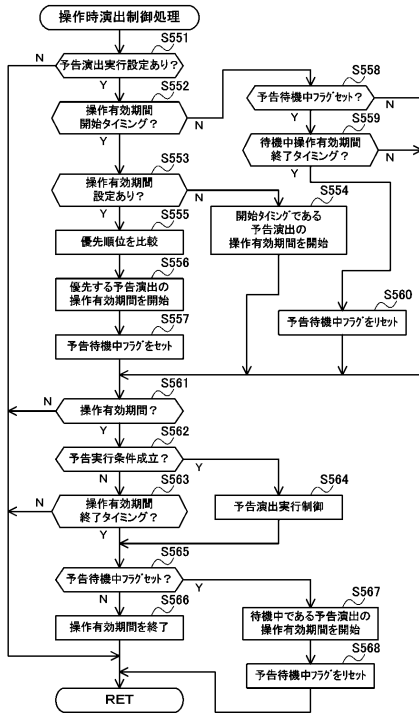 操作時演出制御処理
S551
予告演出実行設定あり？
N
Y
S552
操作有効期間
開始タイミング？
N
Y
S558
予告待機中フラグセット？
N
Y
S559
待機中操作有効期間
終了タイミング？
N
Y
S553
操作有効期間
設定あり？
N
Y
S554
開始タイミングである
予告演出の
操作有効期間を開始
S555
優先順位を比較
S556
優先する予告演出の
操作有効期間を開始
S557
予告待機中フラグをセット
S560
予告待機中フラグをリセット
S561
操作有効期間？
N
Y
S562
予告実行条件成立？
Y
N
S563
操作有効期間
終了タイミング？
N
Y
S564
予告演出実行制御
S565
予告待機中フラグセット？
Y
N
S566
操作有効期間を終了
S567
待機中である予告演出の
操作有効期間を開始
S568
予告待機中フラグをリセット
RET